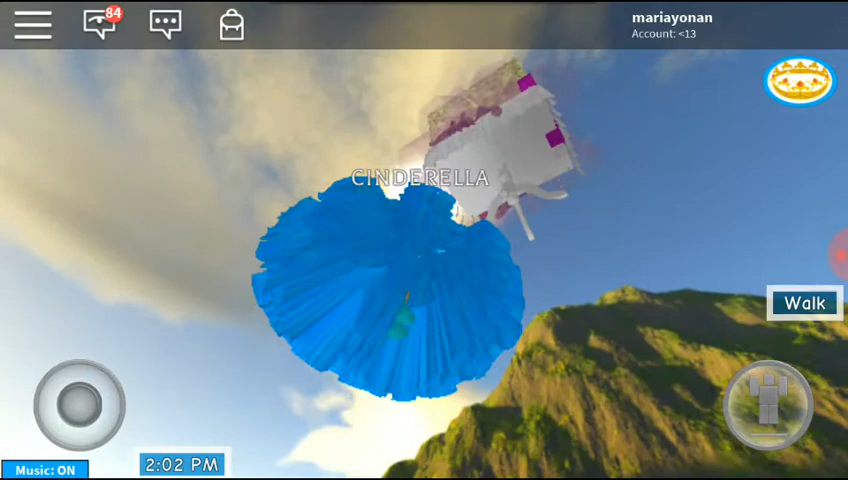 84
mariayonan
Account: <13
CINDERELLA
Walk
2:02 PM
Music: ON